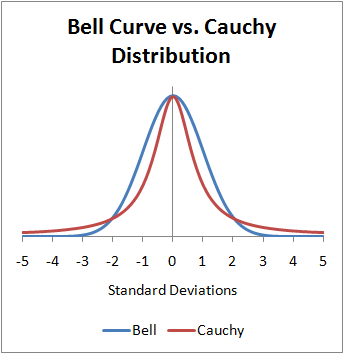 Bell Curve vs. Cauchy
Distribution
-5 -4 -3 -2 -1 0 1 2 3 4 5
Standard Deviations
Bell Cauchy